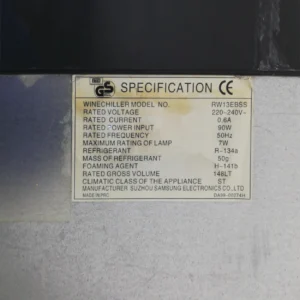 GS SPECIFICATION CE
WINECHILLER MODEL NO. RW13EBSS
RATED VOLTAGE 220-240V~
RATED CURRENT 0.6A
RATED POWER INPUT 90W
RATED FREQUENCY 50Hz
MAXIMUM RATING OF LAMP 7W
REFRIGERANT R-134a
MASS OF REFRIGERANT 50g
FOAMING AGENT H-141b
RATED GROSS VOLUME 148LT
CLIMATIC CLASS OF THE APPLIANCE ST
MANUFACTURER SUZHOU SAMSUNG ELECTRONICS CO.,LTD
MADE IN PRC